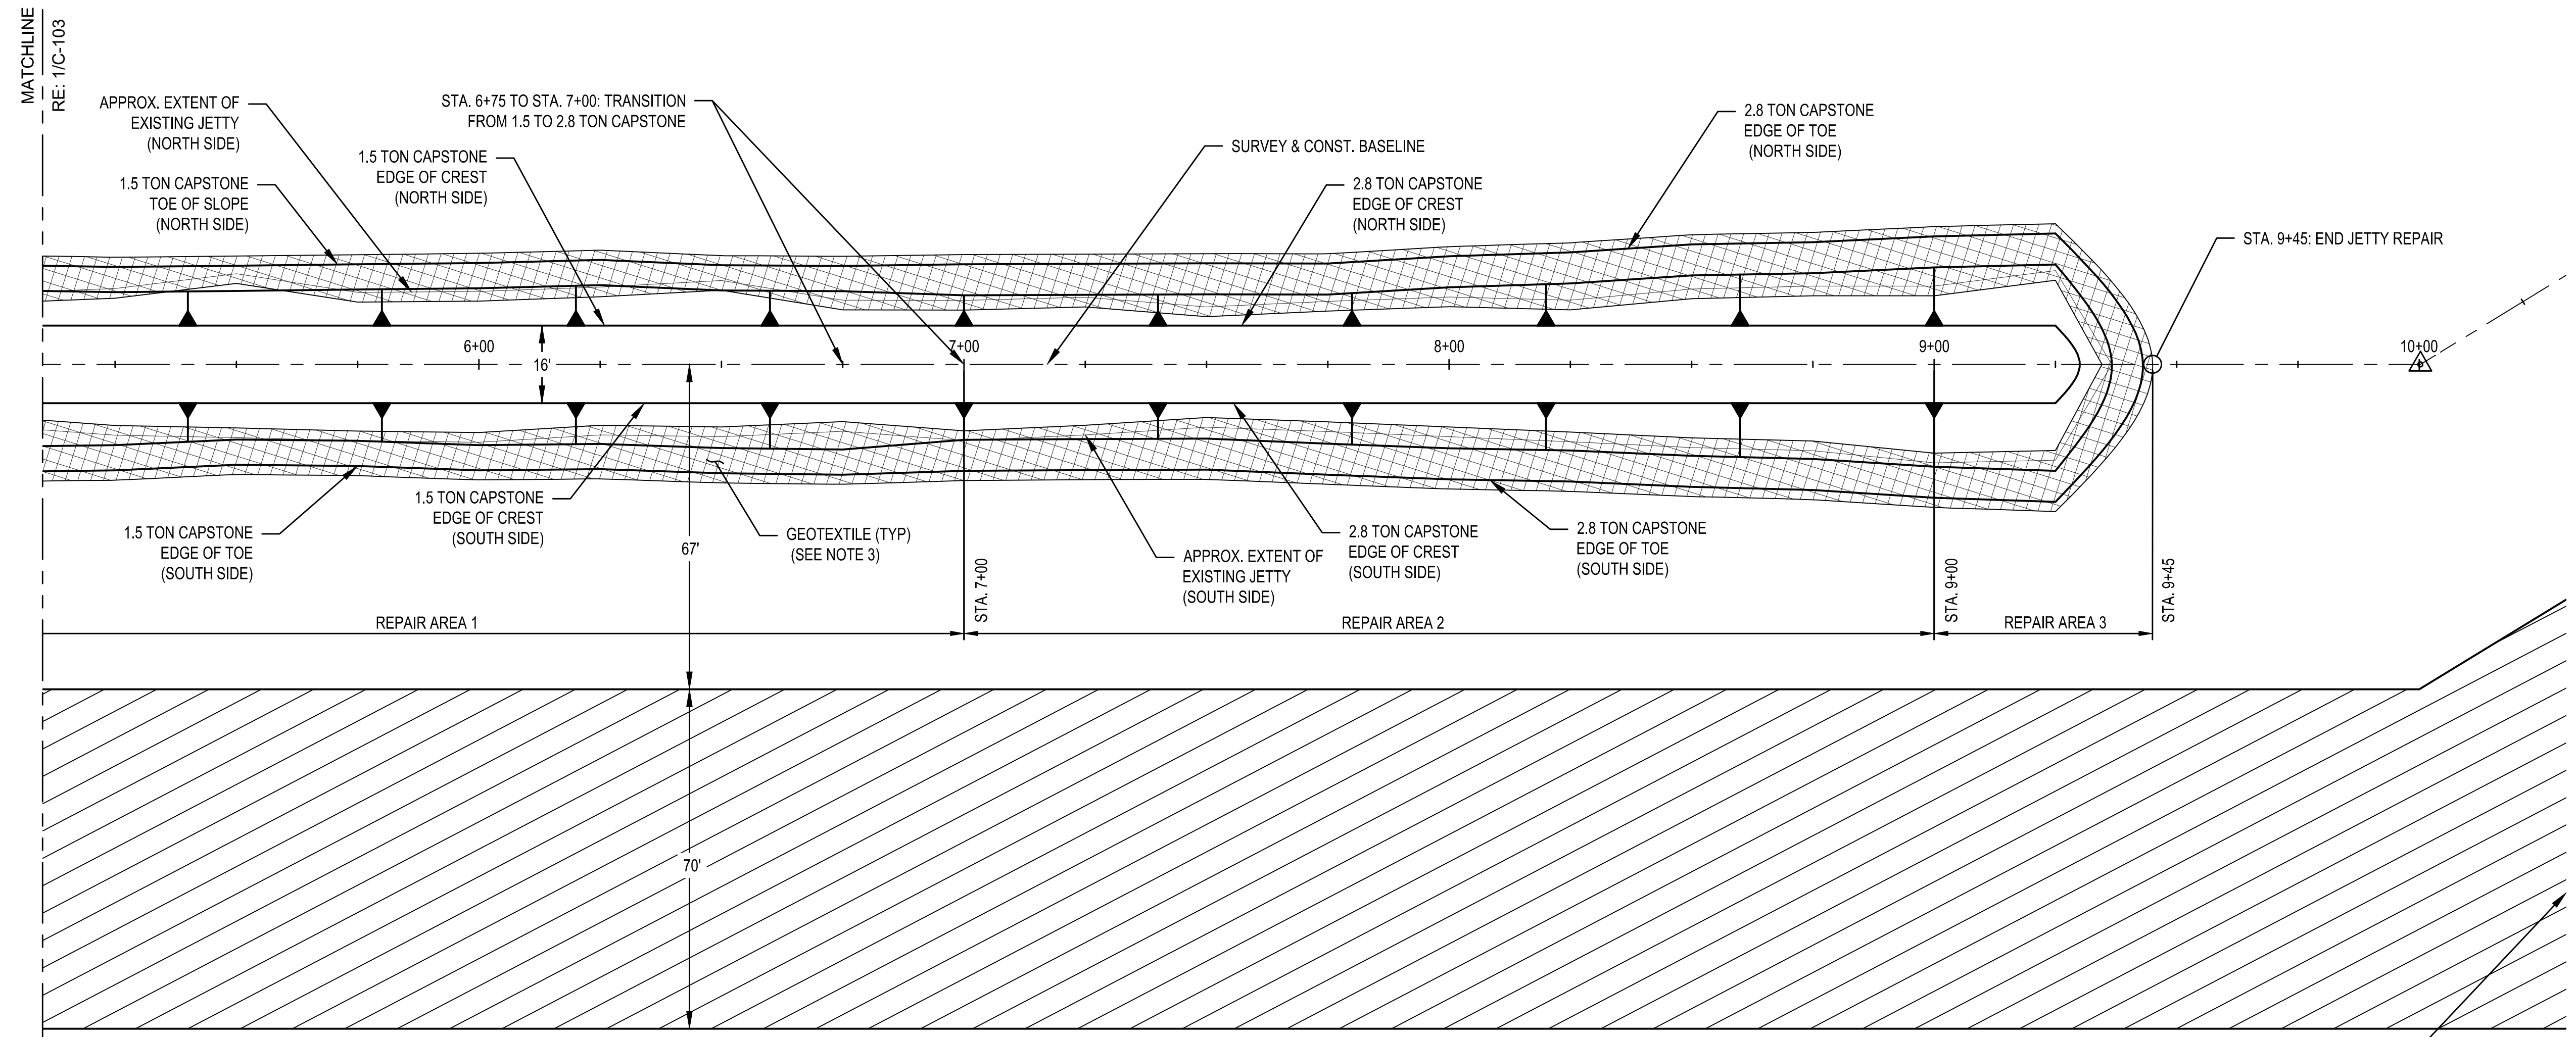 MATCHLINE
RE: 1/C-103
APPROX. EXTENT OF
EXISTING JETTY
(NORTH SIDE)
1.5 TON CAPSTONE
TOE OF SLOPE
(NORTH SIDE)
1.5 TON CAPSTONE
EDGE OF CREST
(NORTH SIDE)
STA. 6+75 TO STA. 7+00: TRANSITION
FROM 1.5 TO 2.8 TON CAPSTONE
SURVEY & CONST. BASELINE
2.8 TON CAPSTONE
EDGE OF CREST
(NORTH SIDE)
2.8 TON CAPSTONE
EDGE OF TOE
(NORTH SIDE)
STA. 9+45: END JETTY REPAIR
6+00
7+00
8+00
9+00
10+00
16'
1.5 TON CAPSTONE
EDGE OF TOE
(SOUTH SIDE)
1.5 TON CAPSTONE
EDGE OF CREST
(SOUTH SIDE)
67'
GEOTEXTILE (TYP)
(SEE NOTE 3)
STA. 7+00
APPROX. EXTENT OF
EXISTING JETTY
(SOUTH SIDE)
2.8 TON CAPSTONE
EDGE OF CREST
(SOUTH SIDE)
2.8 TON CAPSTONE
EDGE OF TOE
(SOUTH SIDE)
STA. 9+00
STA. 9+45
REPAIR AREA 1
REPAIR AREA 2
REPAIR AREA 3
70'